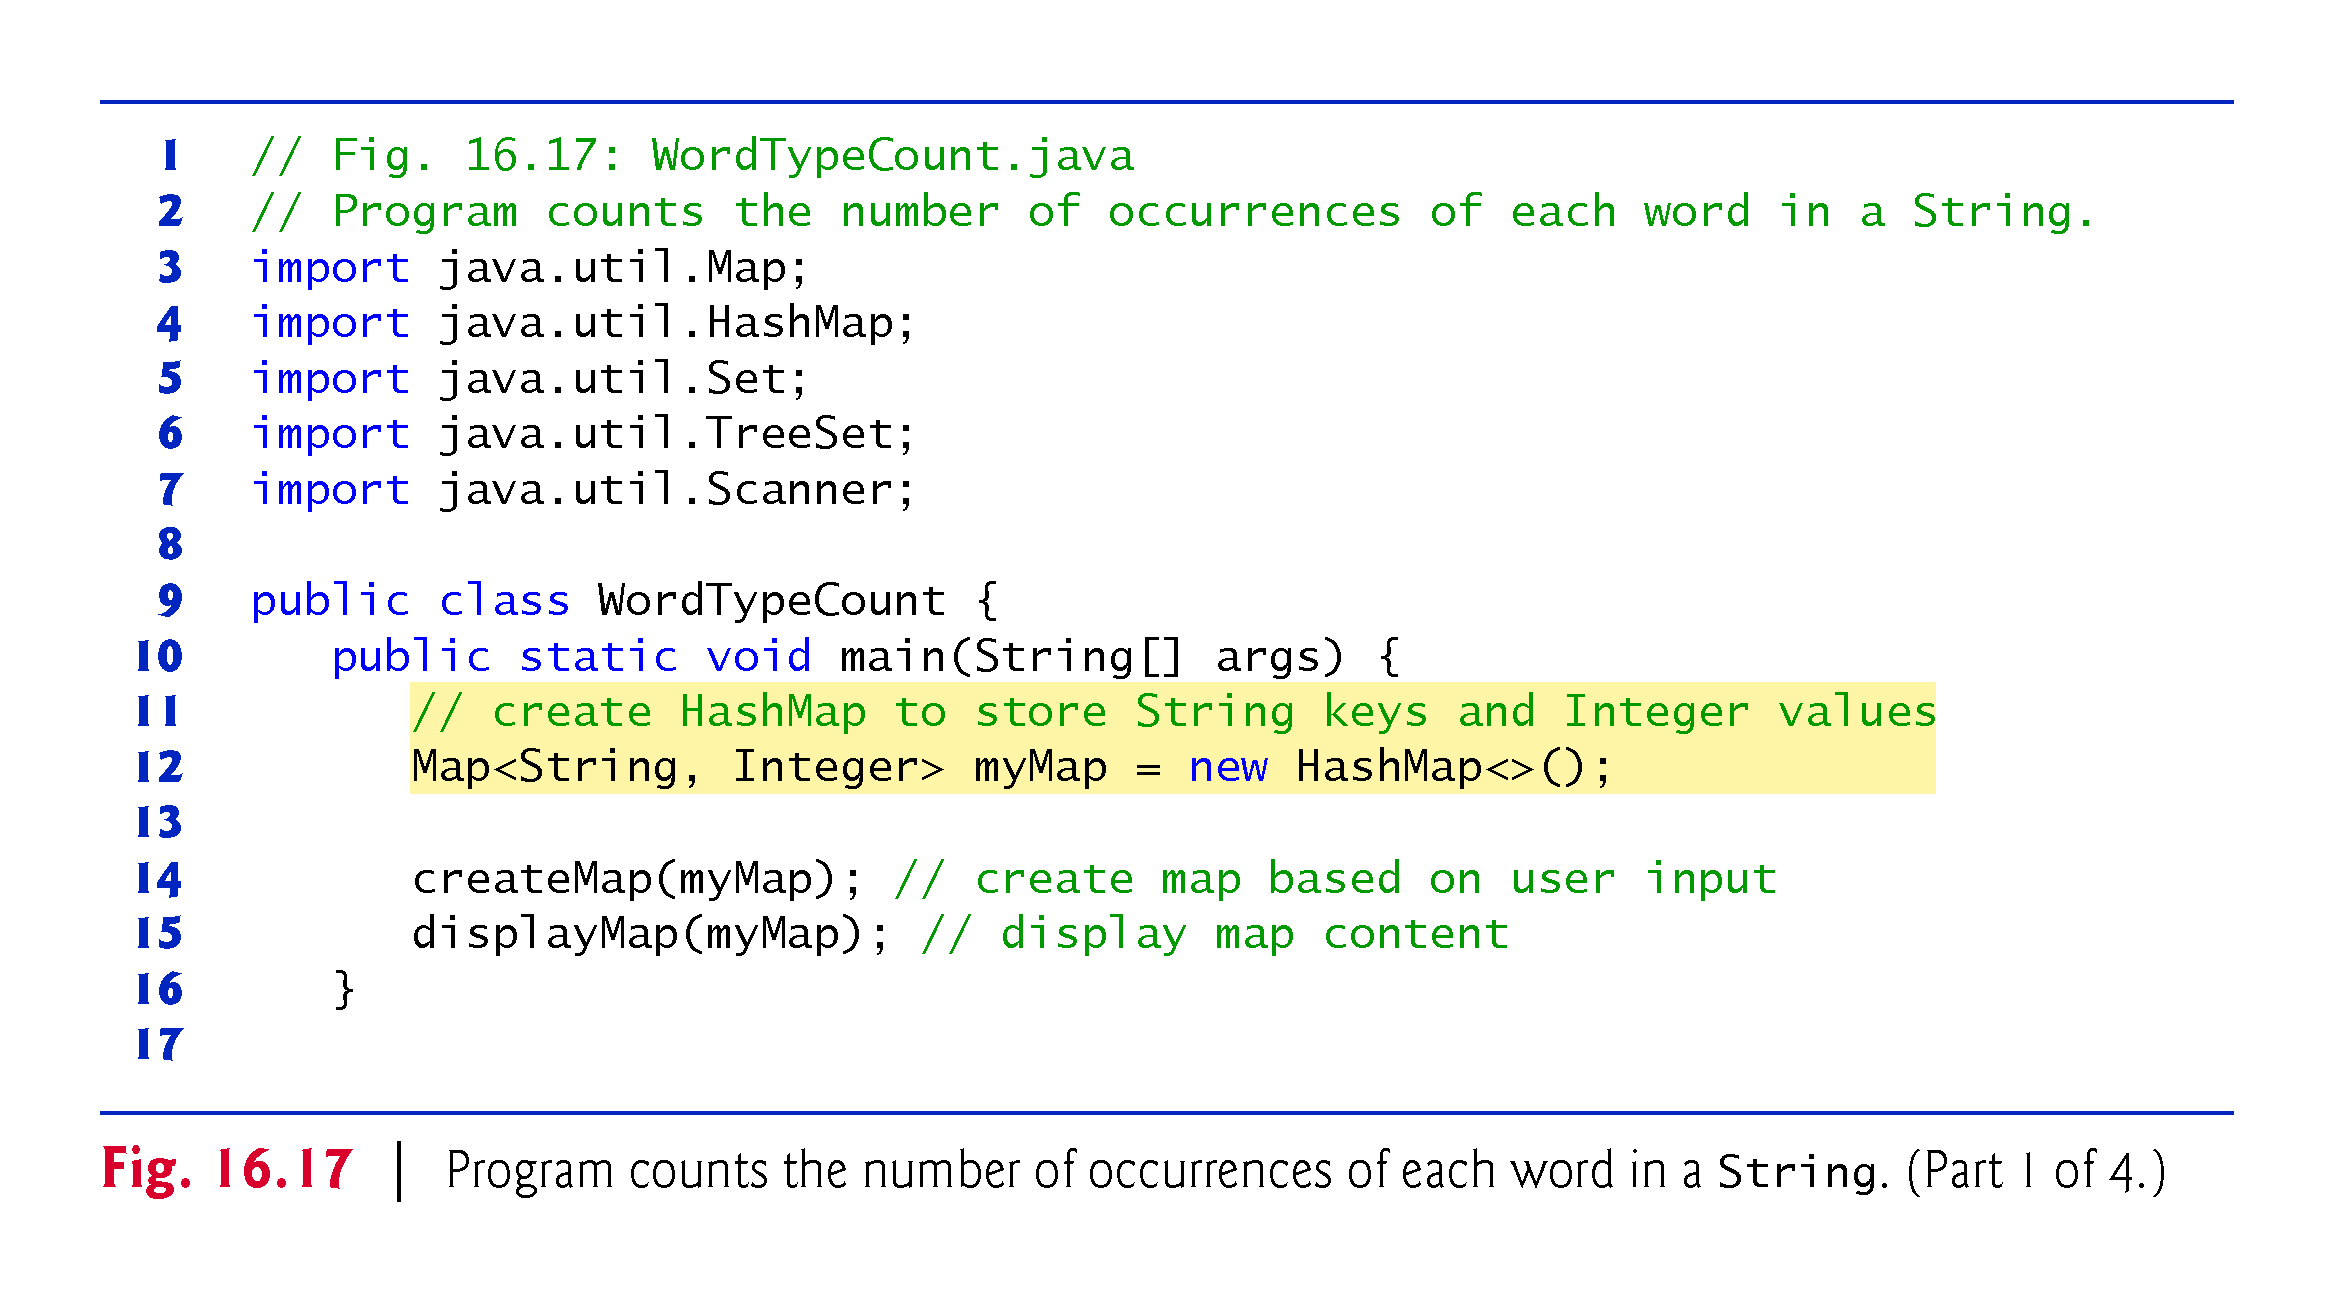 1 // Fig. 16.17: WordTypeCount.java
2 // Program counts the number of occurrences of each word in a String.
3 import java.util.Map;
4 import java.util.HashMap;
5 import java.util.Set;
6 import java.util.TreeSet;
7 import java.util.Scanner;
8
9 public class WordTypeCount {
10 public static void main(String[] args) {
11 // create HashMap to store String keys and Integer values
12 Map<String, Integer> myMap = new HashMap<>();
13
14 createMap(myMap); // create map based on user input
15 displayMap(myMap); // display map content
16 }
17
Fig. 16.17 | Program counts the number of occurrences of each word in a String. (Part 1 of 4.)